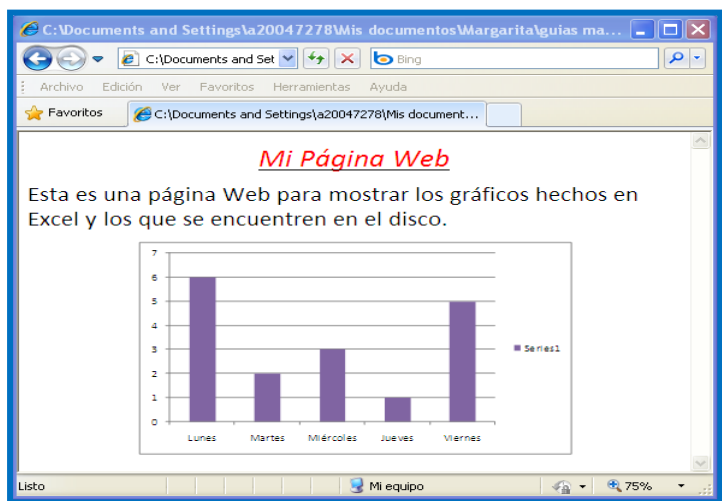 C:\Documents and Settings\a20047278\Mis documentos\Margarita\guias ma...
C:\Documents and Set
Bing
Archivo Edición Ver Favoritos Herramientas Ayuda
Favoritos
C:\Documents and Settings\a20047278\Mis document...
Mi Página Web
Esta es una página Web para mostrar los gráficos hechos en
Excel y los que se encuentren en el disco.
7
6
5
4
3
2
1
0
Lunes Martes Miércoles Jueves Viernes
Series1
Listo
Mi equipo
75%